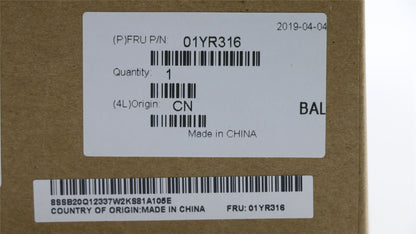 2019-04-04
(P)FRU P/N: 01YR316
Quantity: 1
(4L)Origin: CN
BAL
Made in CHINA
8SSB20Q12337W2KS81A105E
COUNTRY OF ORIGIN:MADE IN CHINA FRU: 01YR316